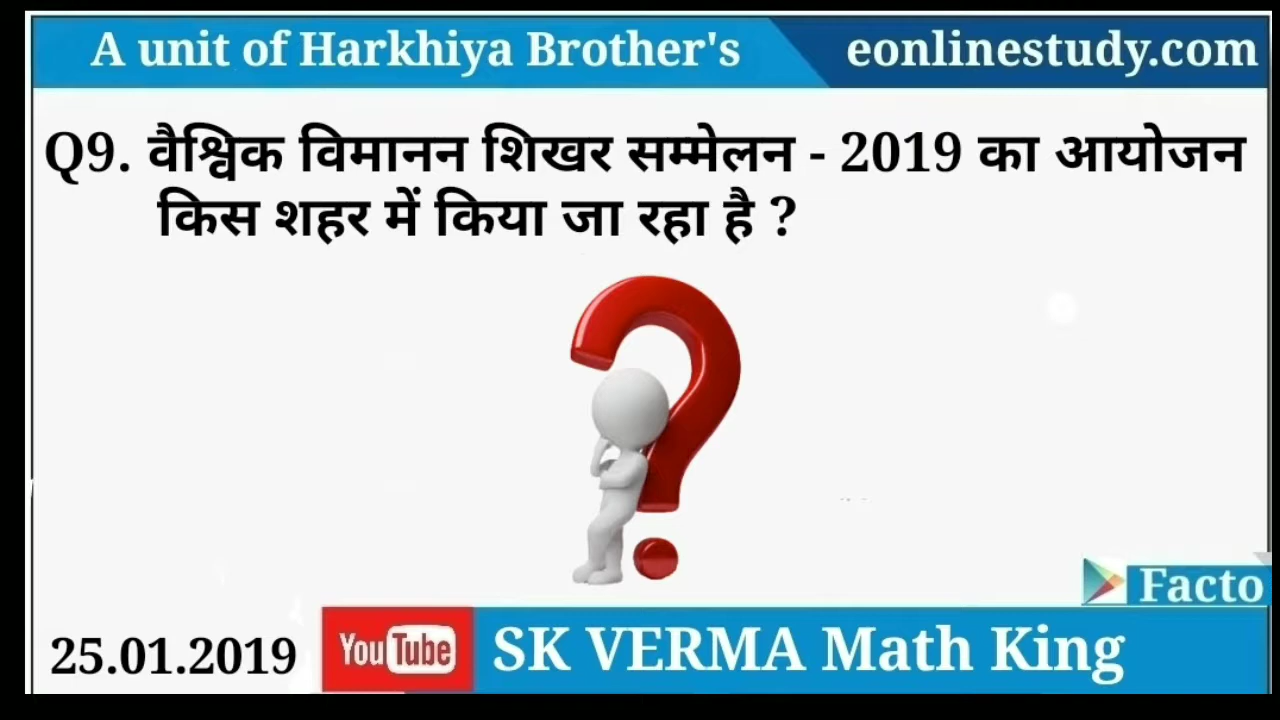 A unit of Harkhiya Brother's
eonlinestudy.com
Q9. वैश्विक विमानन शिखर सम्मेलन - 2019 का आयोजन
किस शहर में किया जा रहा है ?
Facto
25.01.2019
YouTube
SK VERMA Math King